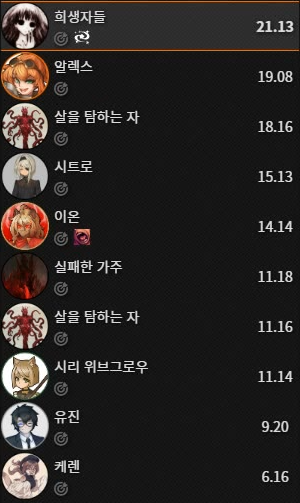 희생자들
21.13
알렉스
19.08
살을 탐하는 자
18.16
시트로
15.13
이온
14.14
실패한 가주
11.18
살을 탐하는 자
11.16
시리 위브그로우
11.14
유진
9.20
케렌
6.16